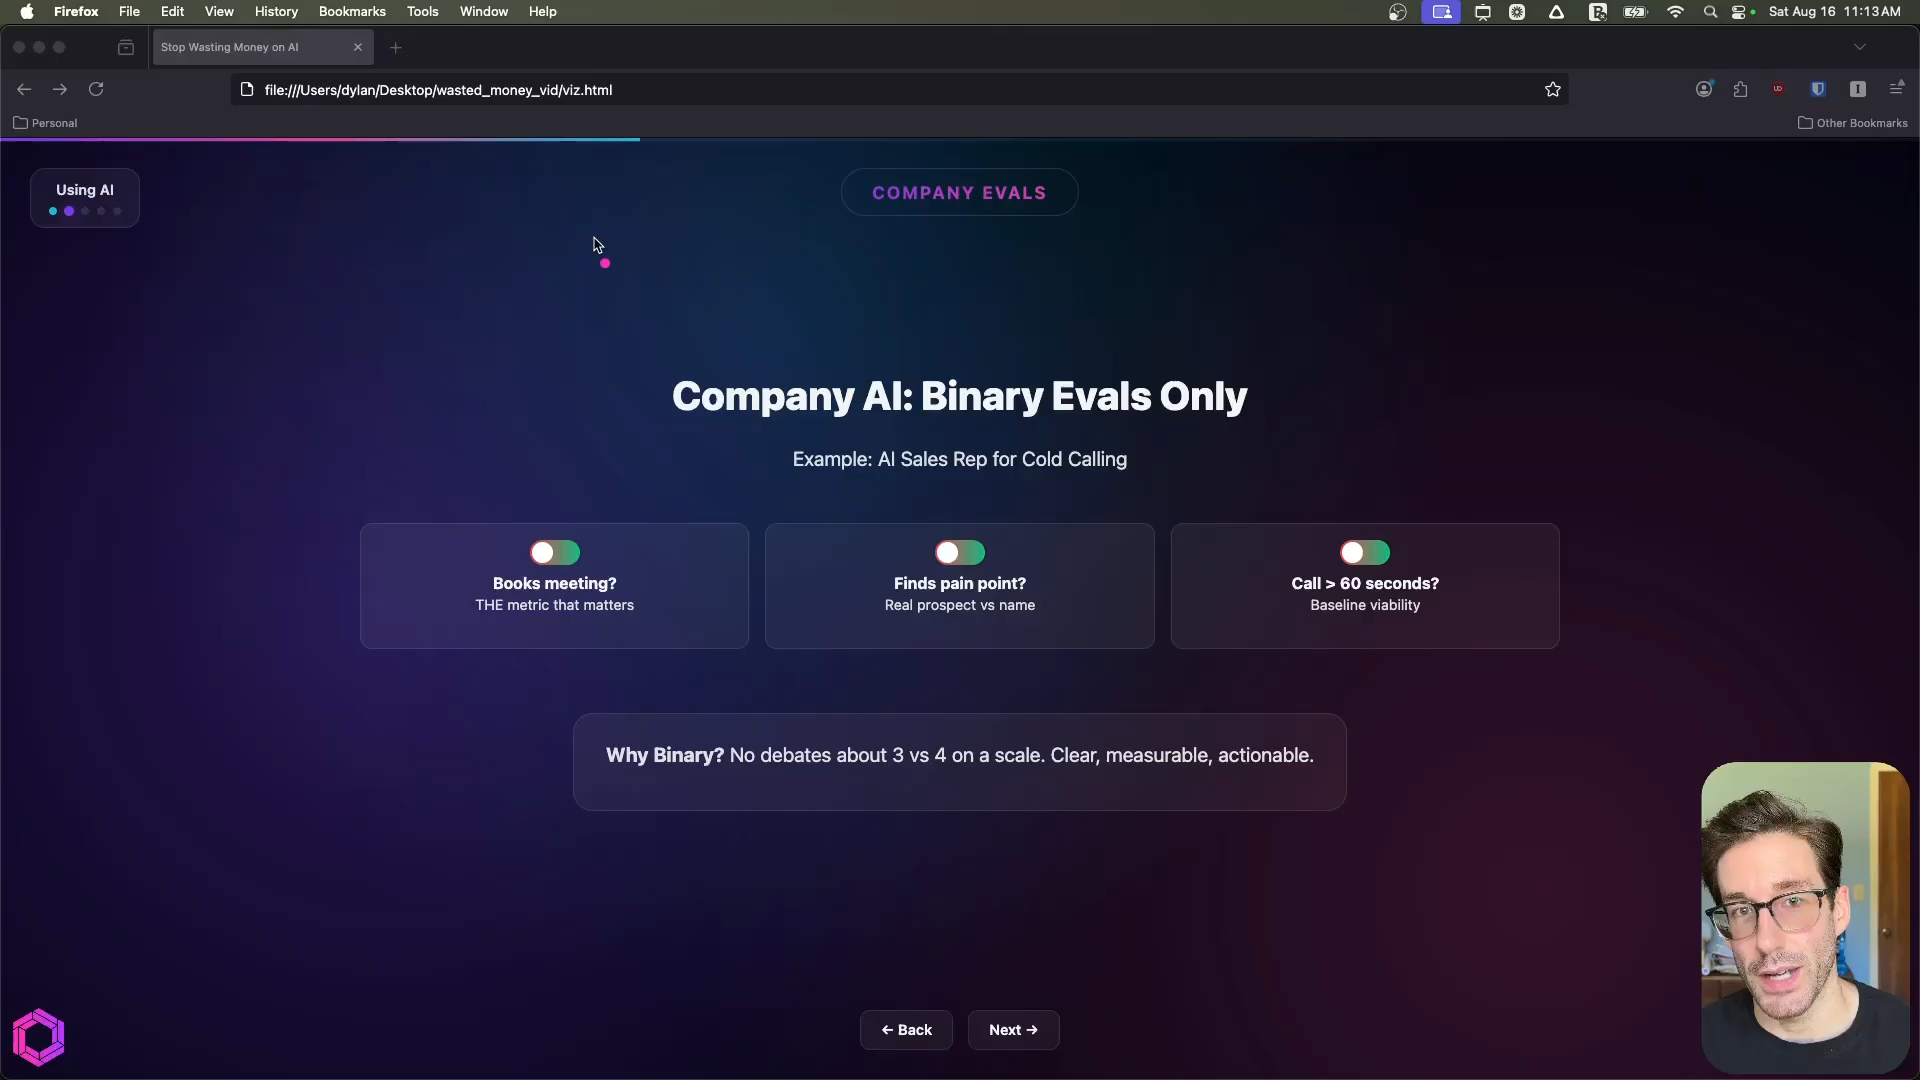 Firefox File Edit View History Bookmarks Tools Window Help Sat Aug 16 11:13 AM
Stop Wasting Money on AI
file:///Users/dylan/Desktop/wasted_money_vid/viz.html
Personal
Other Bookmarks
Using AI
COMPANY EVALS
Company AI: Binary Evals Only
Example: AI Sales Rep for Cold Calling
Books meeting?
THE metric that matters
Finds pain point?
Real prospect vs name
Call > 60 seconds?
Baseline viability
Why Binary? No debates about 3 vs 4 on a scale. Clear, measurable, actionable.
← Back
Next →